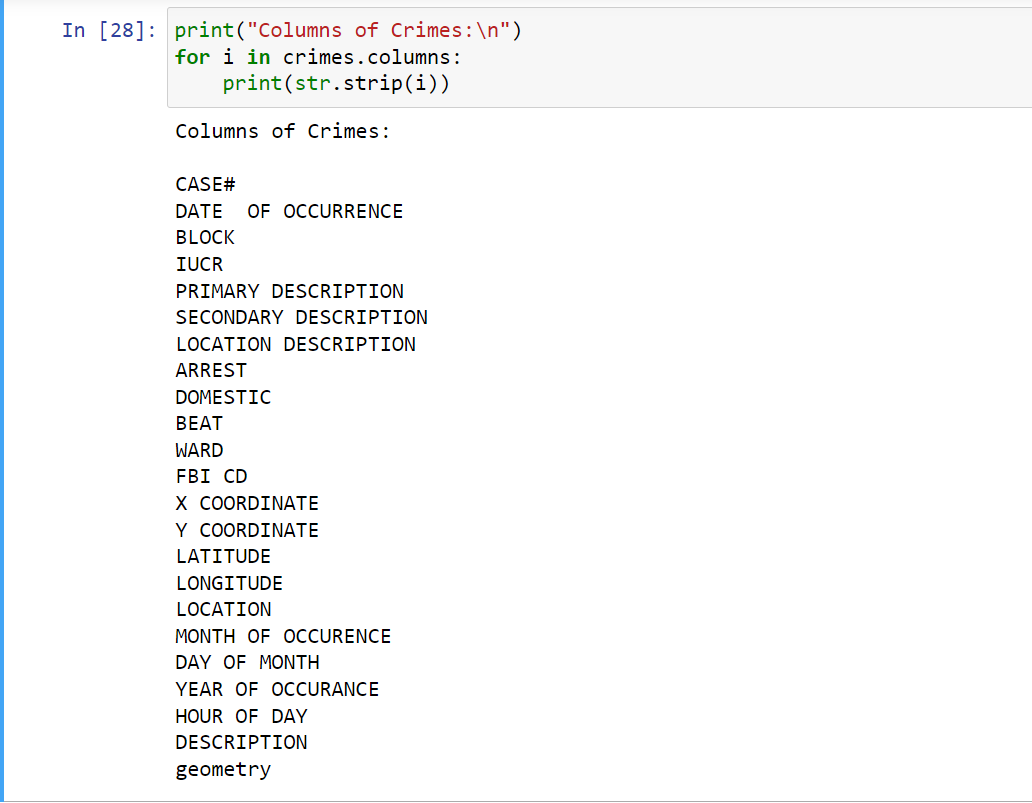 In [28]: print("Columns of Crimes:\n")
for i in crimes.columns:
    print(str.strip(i))
Columns of Crimes:
CASE#
DATE  OF OCCURRENCE
BLOCK
IUCR
PRIMARY DESCRIPTION
SECONDARY DESCRIPTION
LOCATION DESCRIPTION
ARREST
DOMESTIC
BEAT
WARD
FBI CD
X COORDINATE
Y COORDINATE
LATITUDE
LONGITUDE
LOCATION
MONTH OF OCCURENCE
DAY OF MONTH
YEAR OF OCCURANCE
HOUR OF DAY
DESCRIPTION
geometry